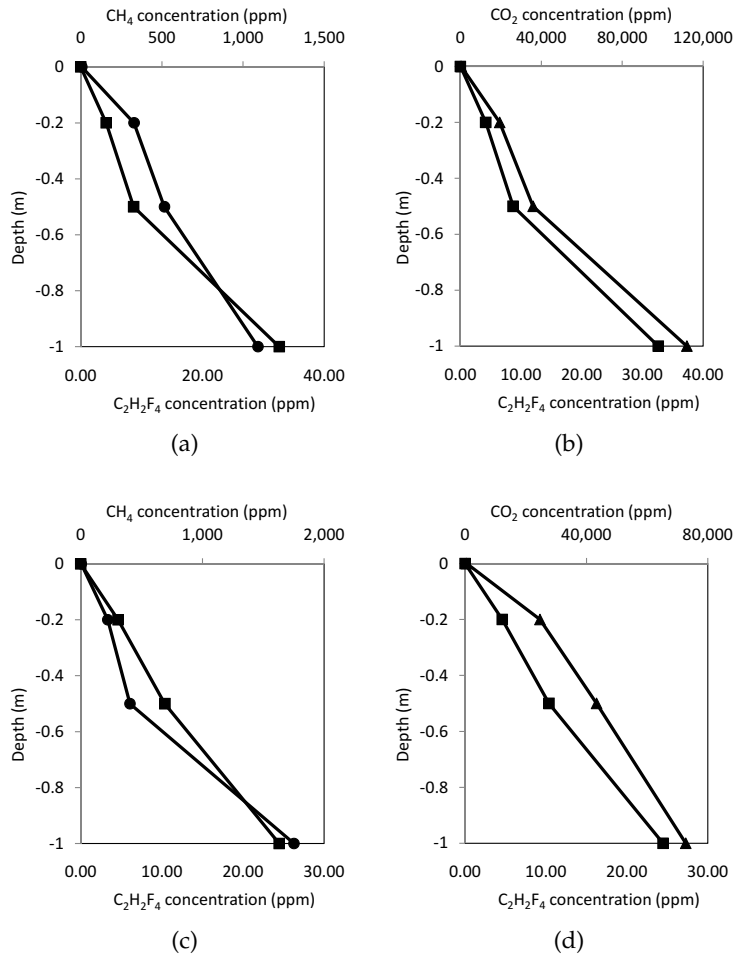 CH₄ concentration (ppm)
0 500 1,000 1,500
0
-0.2
-0.4
-0.6
-0.8
-1
Depth (m)
0.00 20.00 40.00
C₂H₂F₄ concentration (ppm)
(a)
CO₂ concentration (ppm)
0 40,000 80,000 120,000
0
-0.2
-0.4
-0.6
-0.8
-1
Depth (m)
0.00 10.00 20.00 30.00 40.00
C₂H₂F₄ concentration (ppm)
(b)
CH₄ concentration (ppm)
0 1,000 2,000
0
-0.2
-0.4
-0.6
-0.8
-1
Depth (m)
0.00 10.00 20.00 30.00
C₂H₂F₄ concentration (ppm)
(c)
CO₂ concentration (ppm)
0 40,000 80,000
0
-0.2
-0.4
-0.6
-0.8
-1
Depth (m)
0.00 10.00 20.00 30.00
C₂H₂F₄ concentration (ppm)
(d)